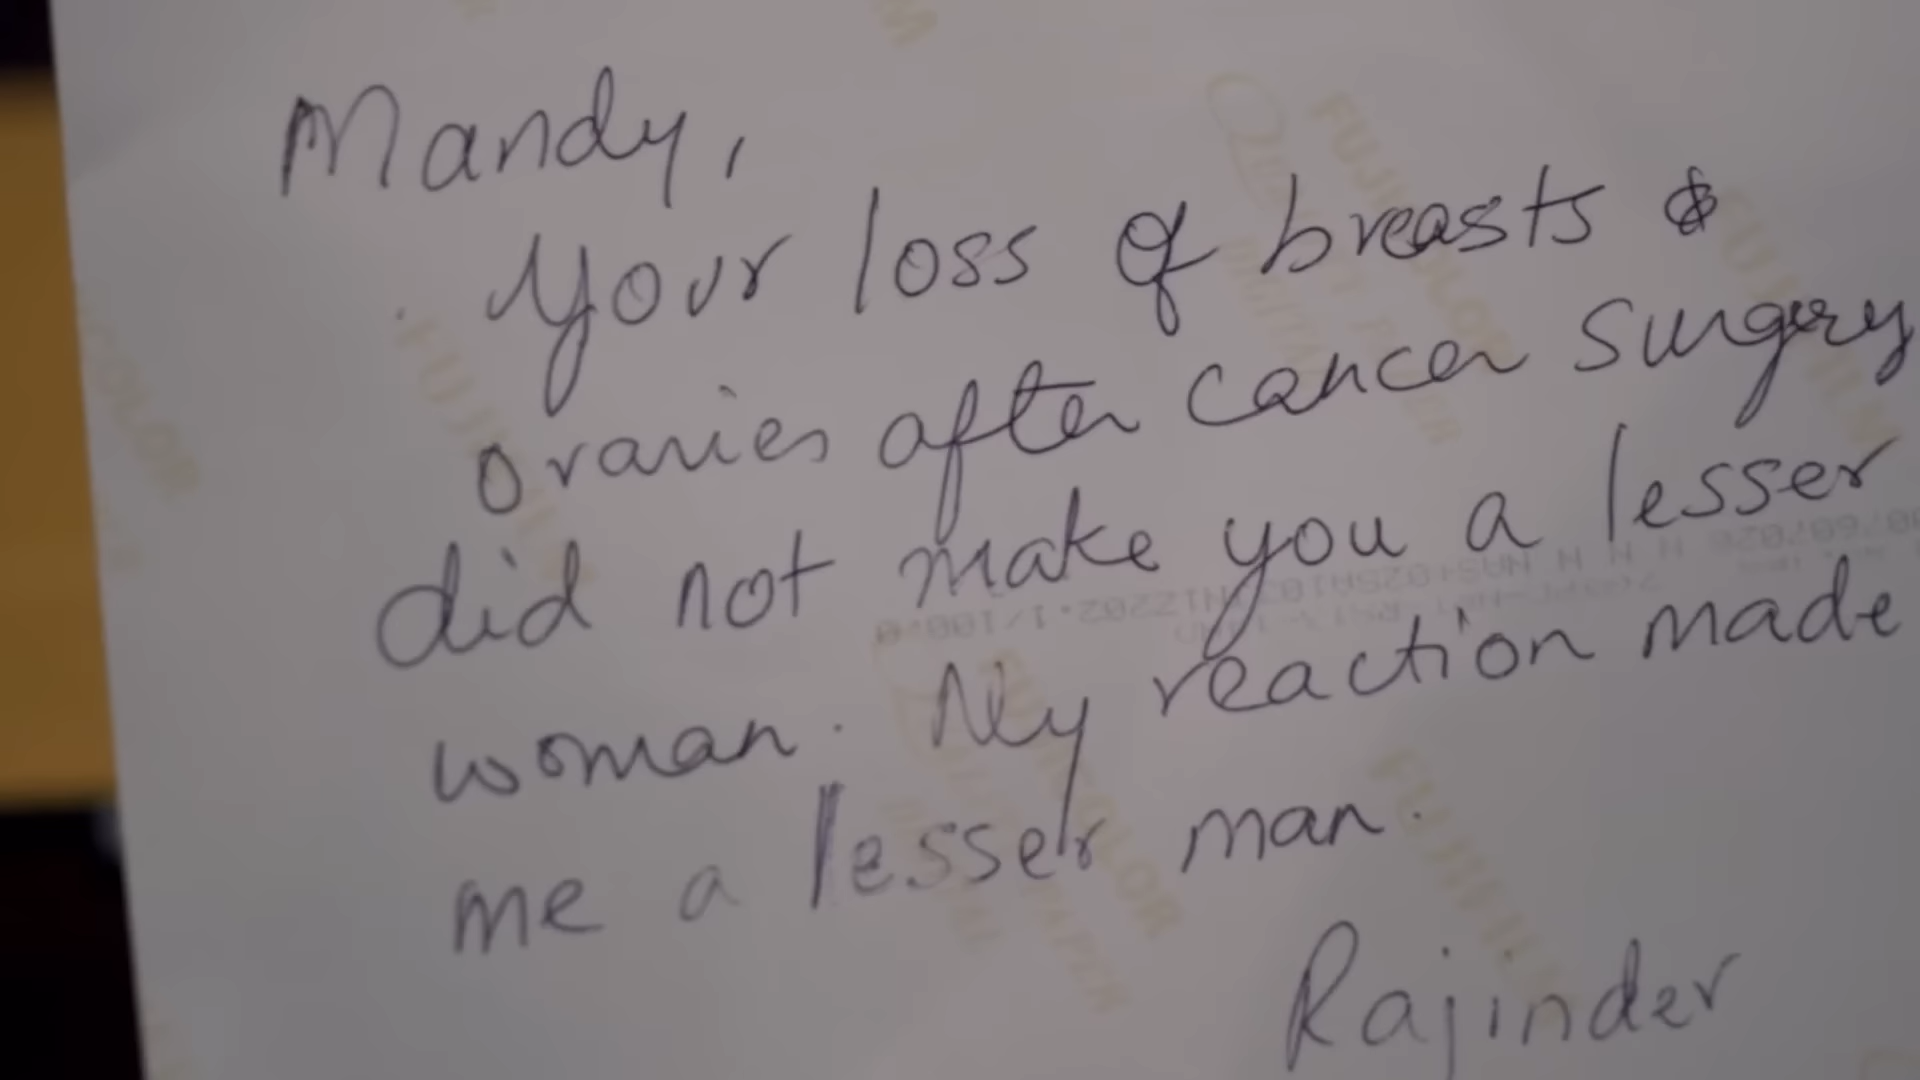 Mandy,
Your loss of breasts &
ovaries after cancer surgery
did not make you a lesser
woman. My reaction made
me a lesser man.
Rajinder